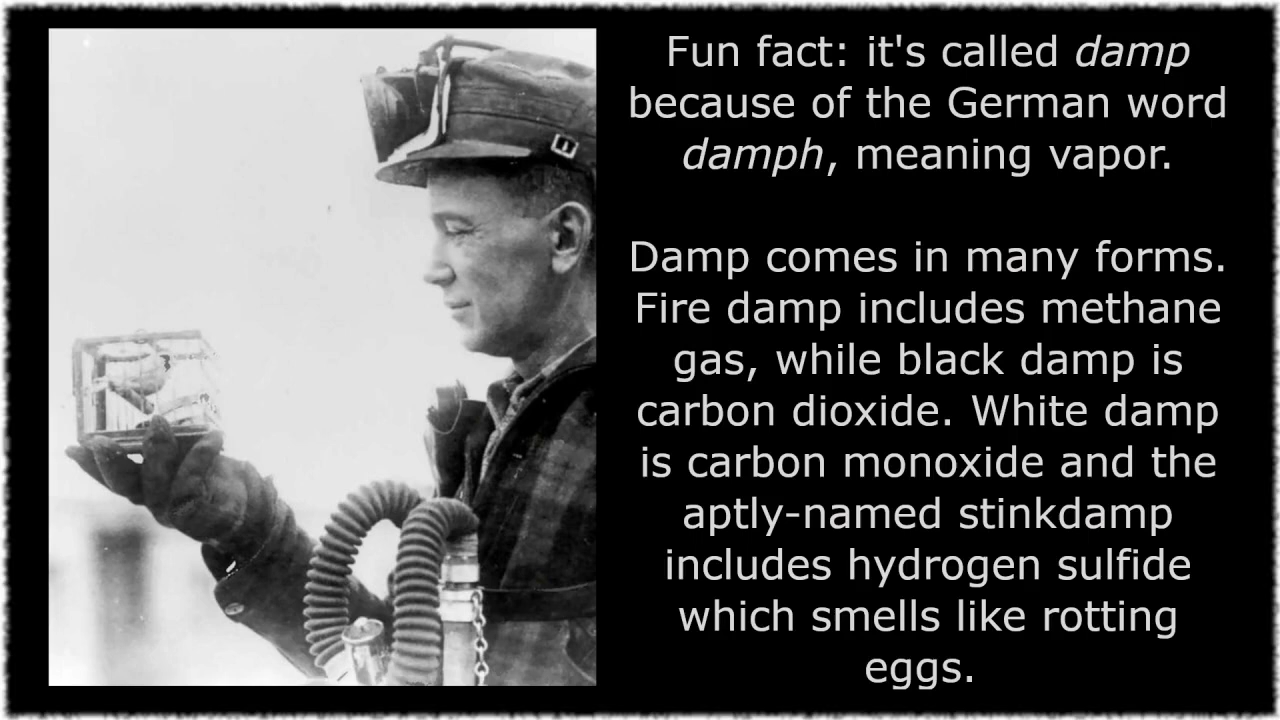 Fun fact: it's called damp
because of the German word
damph, meaning vapor.
Damp comes in many forms.
Fire damp includes methane
gas, while black damp is
carbon dioxide. White damp
is carbon monoxide and the
aptly-named stinkdamp
includes hydrogen sulfide
which smells like rotting
eggs.